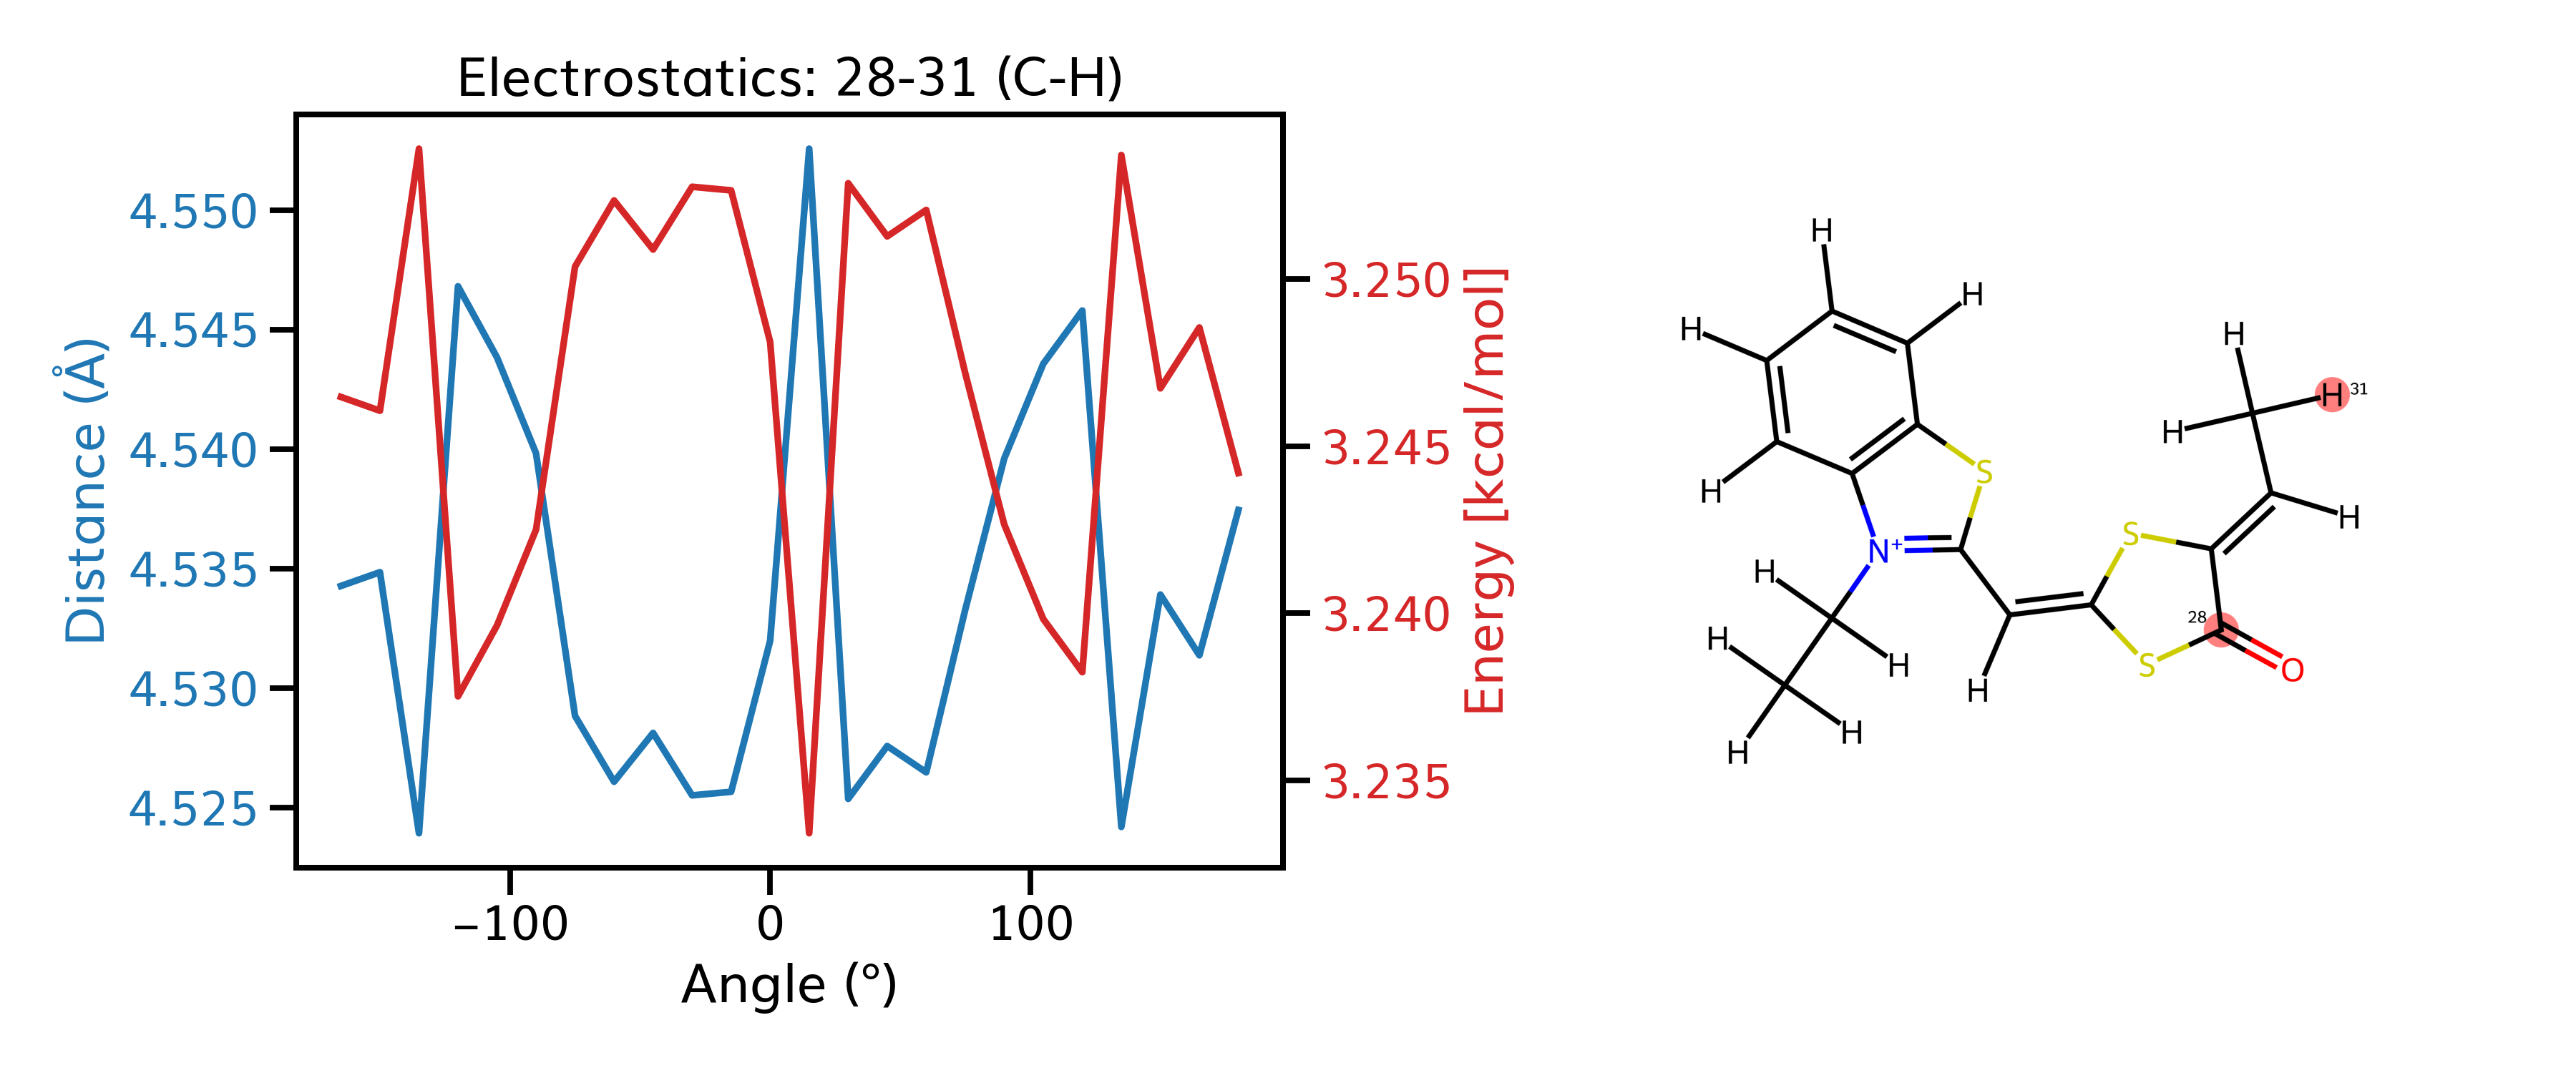 Electrostatics: 28-31 (C-H)
Distance (Å)
4.550
4.545
4.540
4.535
4.530
4.525
−100
0
100
Angle (°)
3.250
3.245
3.240
3.235
Energy [kcal/mol]
H
H
H
H
H
H 31
H
H
S
H
S
N+
H
28
H
H
S
O
H
H
H